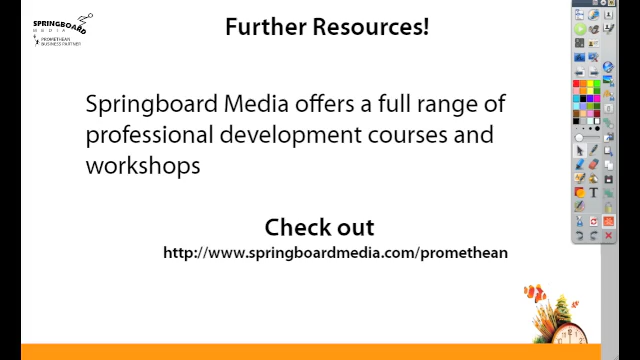 Further Resources!
SPRINGBOARD
MEDIA
PROMETHEAN
BUSINESS PARTNER
Springboard Media offers a full range of
professional development courses and
workshops
Check out
http://www.springboardmedia.com/promethean